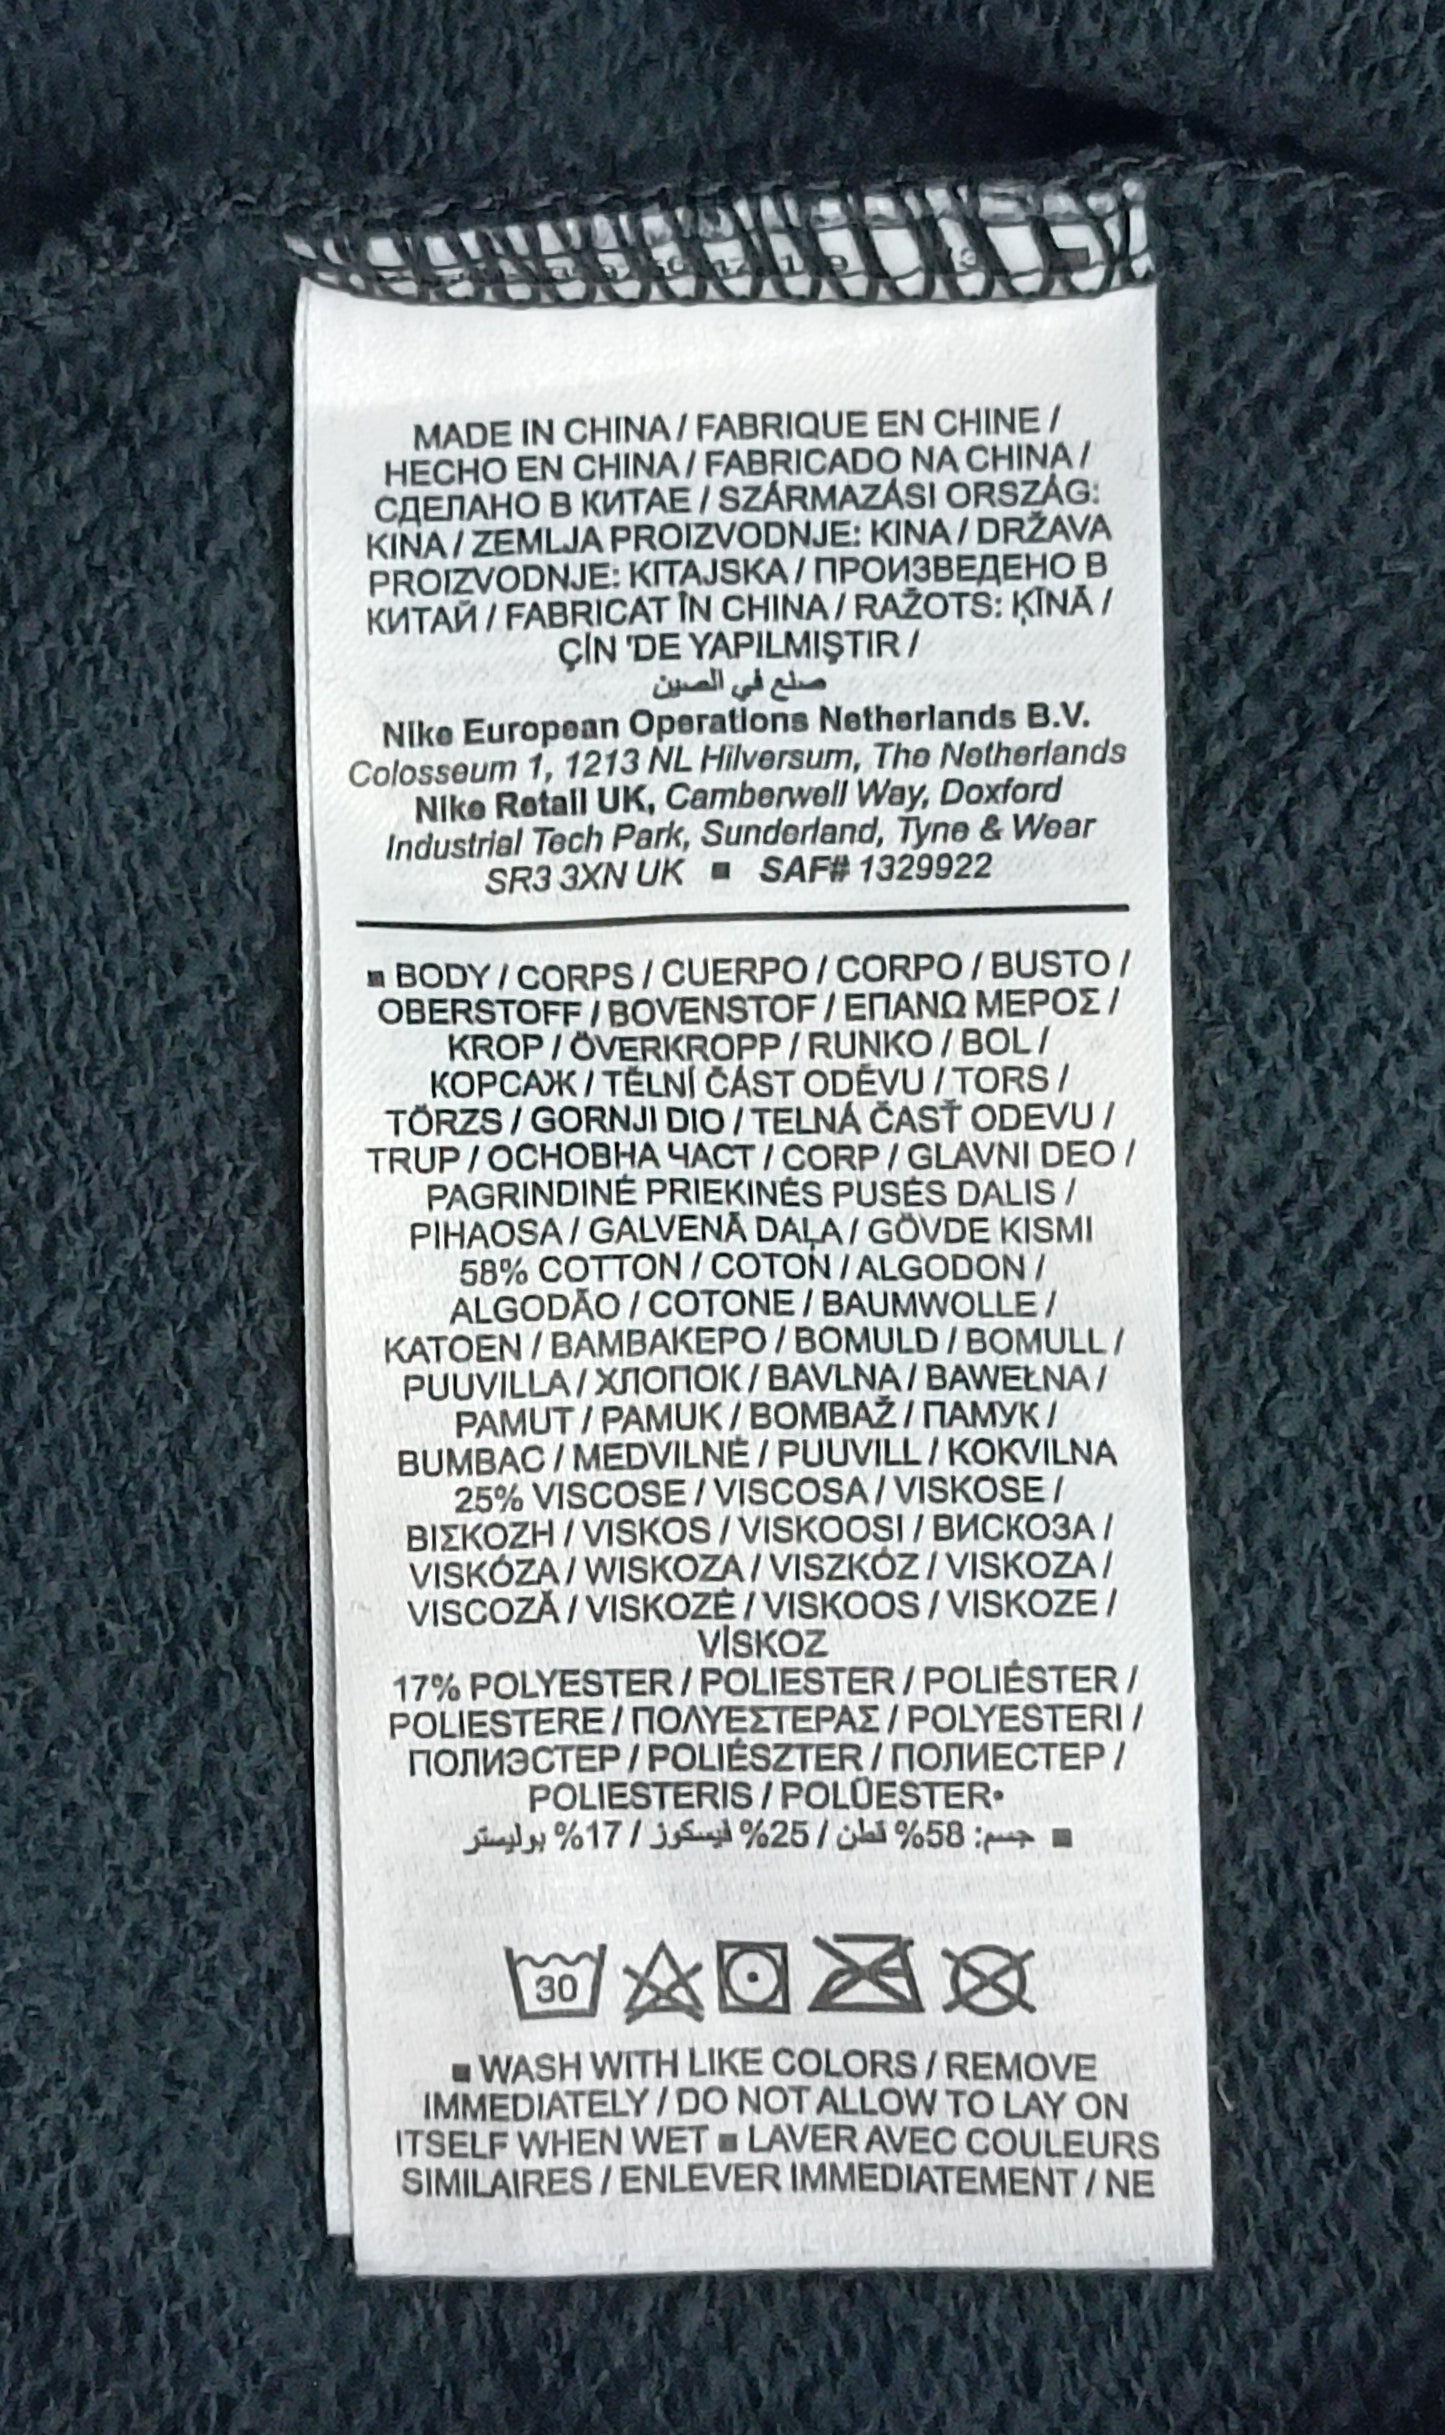 MADE IN CHINA / FABRIQUE EN CHINE /
HECHO EN CHINA / FABRICADO NA CHINA /
СДЕЛАНО В КИТАЕ / SZÁRMAZÁSI ORSZÁG:
KINA / ZEMLJA PROIZVODNJE: KINA / DRŽAVA
PROIZVODNJE: KITAJSKA / ПРОИЗВЕДЕНО В
КИТАЙ / FABRICAT ÎN CHINA / RAŽOTS: ĶĪNĀ /
ÇİN 'DE YAPILMIŞTIR /
صنع في الصين
Nike European Operations Netherlands B.V.
Colosseum 1, 1213 NL Hilversum, The Netherlands
Nike Retail UK, Camberwell Way, Doxford
Industrial Tech Park, Sunderland, Tyne & Wear
SR3 3XN UK ■ SAF# 1329922
■ BODY / CORPS / CUERPO / CORPO / BUSTO /
OBERSTOFF / BOVENSTOF / ΕΠΑΝΩ ΜΕΡΟΣ /
KROP / ÖVERKROPP / RUNKO / BOL /
КОРСАЖ / TĚLNÍ ČÁST ODĚVU / TORS /
TÖRZS / GORNJI DIO / TELNÁ ČASŤ ODEVU /
TRUP / ОСНОВНА ЧАСТ / CORP / GLAVNI DEO /
PAGRINDINĖ PRIEKINĖS PUSĖS DALIS /
PIHAOSA / GALVENĀ DAĻA / GÖVDE KISMI
58% COTTON / COTON / ALGODON /
ALGODÃO / COTONE / BAUMWOLLE /
KATOEN / ΒΑΜΒΑΚΕΡΟ / BOMULD / BOMULL /
PUUVILLA / ХЛОПОК / BAVLNA / BAWEŁNA /
PAMUT / PAMUK / BOMBAŽ / ПАМУК /
BUMBAC / MEDVILNĖ / PUUVILL / KOKVILNA
25% VISCOSE / VISCOSA / VISKOSE /
ΒΙΣΚΟΖΗ / VISKOS / VISKOOSI / ВИСКОЗА /
VISKÓZA / WISKOZA / VISZKÓZ / VISKOZA /
VISCOZĂ / VISKOZĖ / VISKOOS / VISKOZE /
VİSKOZ
17% POLYESTER / POLIESTER / POLIÉSTER /
POLIESTERE / ΠΟΛΥΕΣΤΕΡΑΣ / POLYESTERI /
ПОЛИЭСТЕР / POLIÉSZTER / ПОЛИЕСТЕР /
POLIESTERIS / POLÜESTER•
■ جسم: 58% قطن / 25% فيسكوز / 17% بوليستر
30
■ WASH WITH LIKE COLORS / REMOVE
IMMEDIATELY / DO NOT ALLOW TO LAY ON
ITSELF WHEN WET ■ LAVER AVEC COULEURS
SIMILAIRES / ENLEVER IMMEDIATEMENT / NE